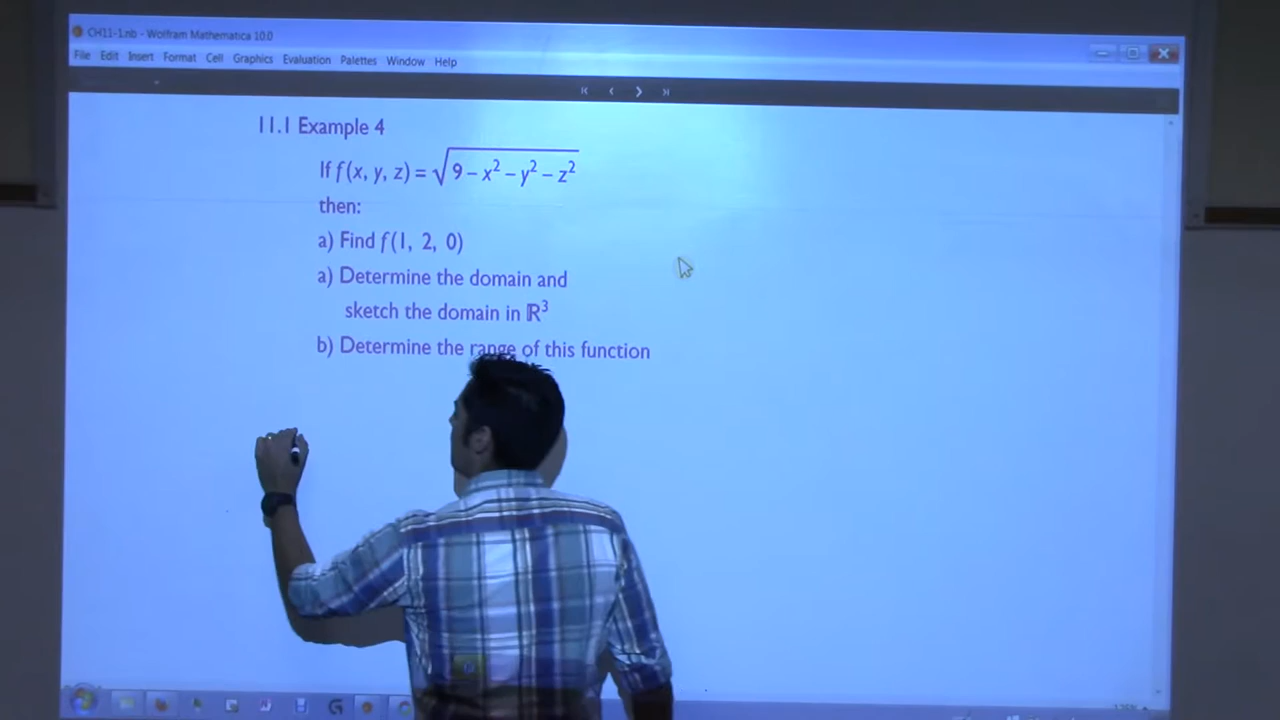 CH11-1.nb - Wolfram Mathematica 10.0
File Edit Insert Format Cell Graphics Evaluation Palettes Window Help
11.1 Example 4
If f(x, y, z) = √(9 – x² – y² – z²)
then:
a) Find f(1, 2, 0)
a) Determine the domain and
sketch the domain in ℝ³
b) Determine the range of this function